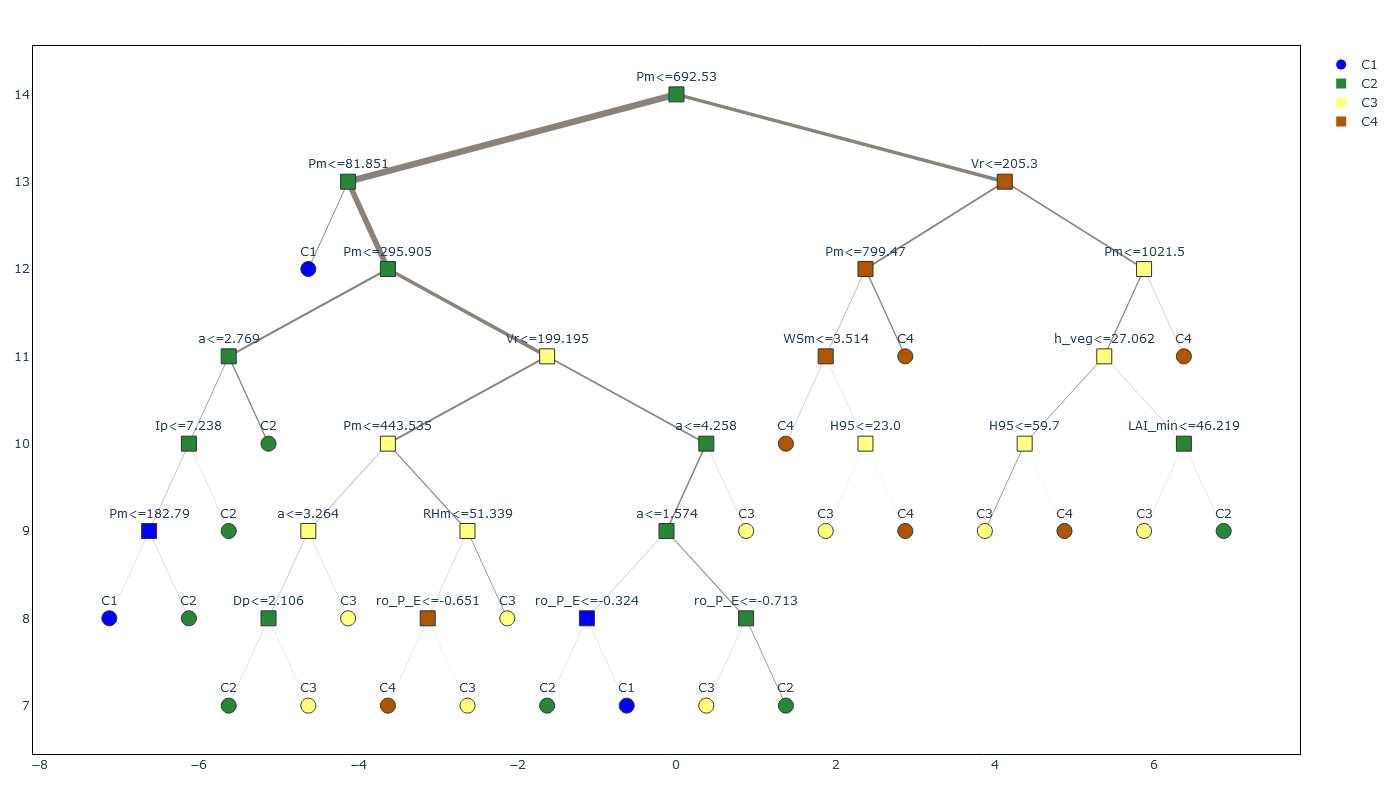 Pm<=692.53
C1
C2
C3
C4
14
Pm<=81.851
Vr<=205.3
13
C1
Pm<=295.905
Pm<=799.47
Pm<=1021.5
12
a<=2.769
Vr<=199.195
WSm<=3.514
C4
h_veg<=27.062
C4
11
Ip<=7.238
C2
Pm<=443.535
a<=4.258
C4
H95<=23.0
H95<=59.7
LAI_min<=46.219
10
Pm<=182.79
C2
a<=3.264
RHm<=51.339
a<=1.574
C3
C3
C4
C3
C4
C3
C2
9
C1
C2
Dp<=2.106
C3
ro_P_E<=-0.651
C3
ro_P_E<=-0.324
ro_P_E<=-0.713
8
C2
C3
C4
C3
C2
C1
C3
C2
7
−8
−6
−4
−2
0
2
4
6